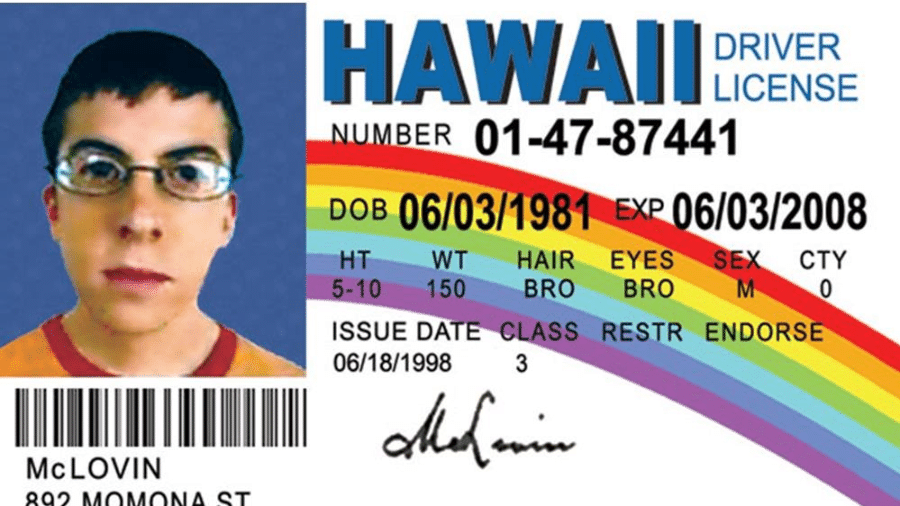 HAWAII DRIVER LICENSE
NUMBER 01-47-87441
DOB 06/03/1981 EXP 06/03/2008
HT WT HAIR EYES SEX CTY
5-10 150 BRO BRO M 0
ISSUE DATE CLASS RESTR ENDORSE
06/18/1998 3
McLovin
McLOVIN
892 MOMONA ST